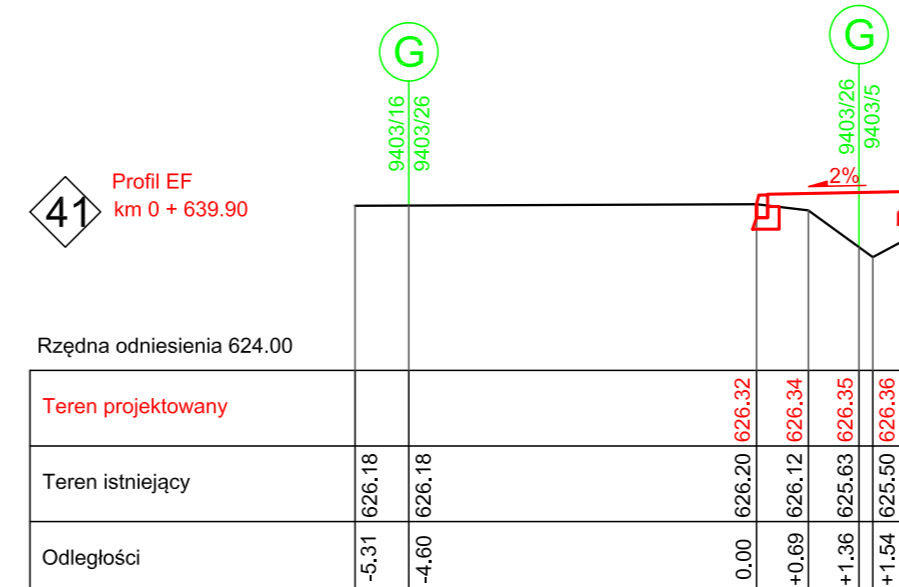 G
G
9403/16
9403/26
9403/26
9403/5
41
Profil EF
km 0 + 639.90
2%
Rzędna odniesienia 624.00
Teren projektowany
626.32
626.34
626.35
626.36
Teren istniejący
626.18
626.18
626.20
626.12
625.63
625.50
Odległości
-5.31
-4.60
0.00
+0.69
+1.36
+1.54